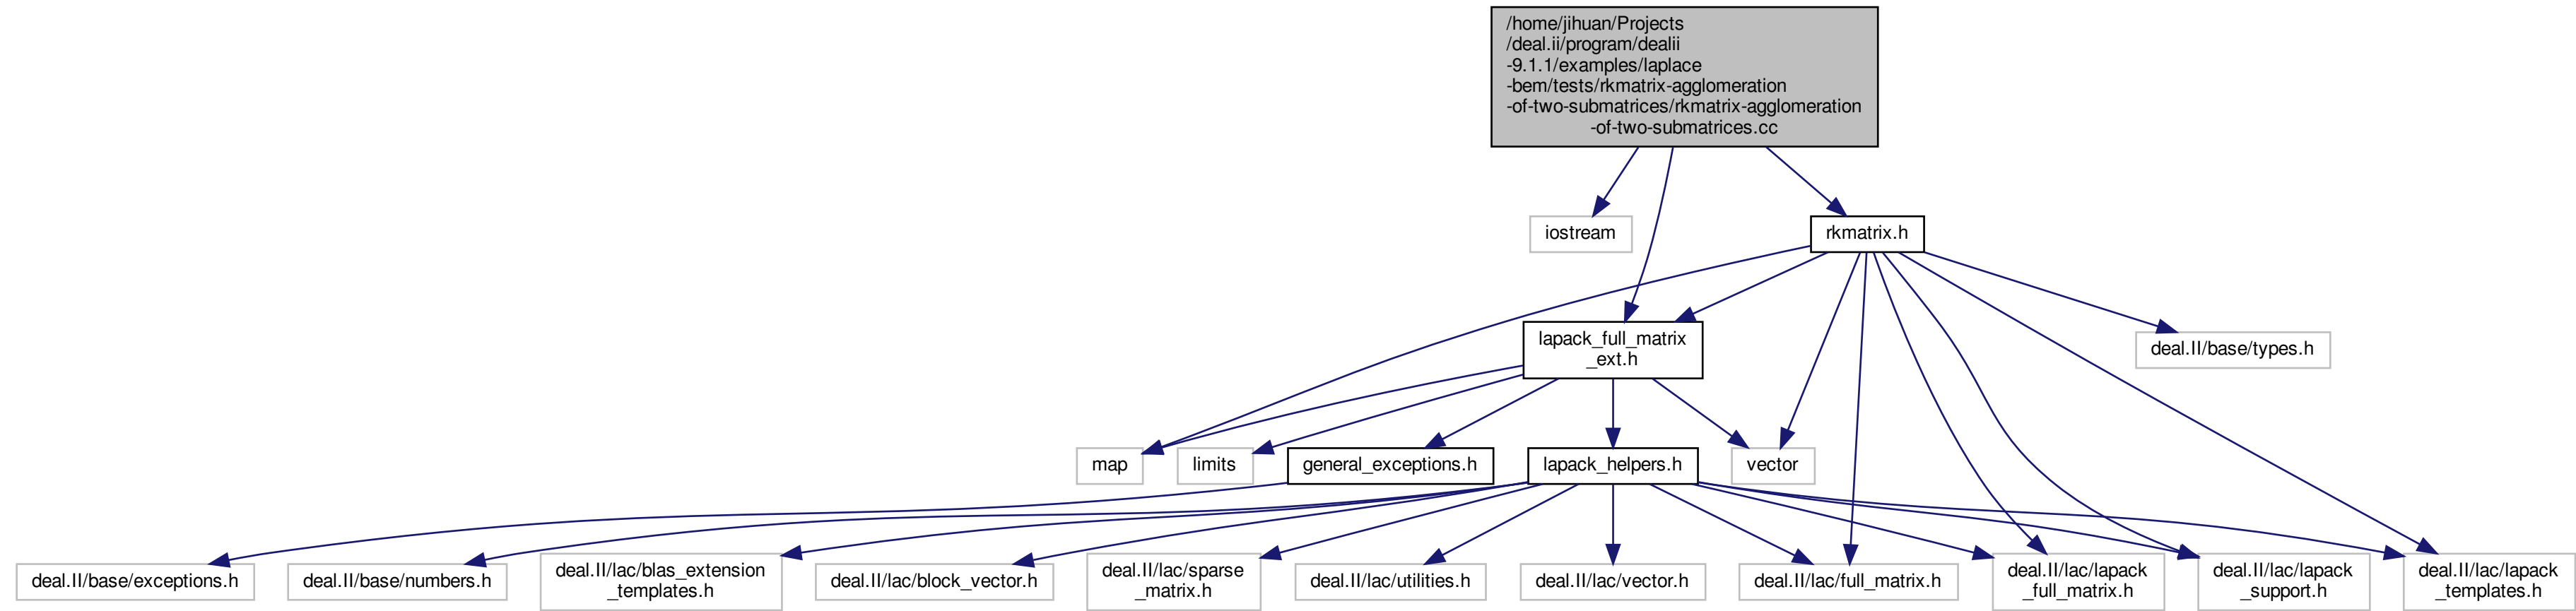 /home/jihuan/Projects
/deal.ii/program/dealii
-9.1.1/examples/laplace
-bem/tests/rkmatrix-agglomeration
-of-two-submatrices/rkmatrix-agglomeration
-of-two-submatrices.cc
iostream
rkmatrix.h
lapack_full_matrix
_ext.h
deal.II/base/types.h
map
limits
general_exceptions.h
lapack_helpers.h
vector
deal.II/base/exceptions.h
deal.II/base/numbers.h
deal.II/lac/blas_extension
_templates.h
deal.II/lac/block_vector.h
deal.II/lac/sparse
_matrix.h
deal.II/lac/utilities.h
deal.II/lac/vector.h
deal.II/lac/full_matrix.h
deal.II/lac/lapack
_full_matrix.h
deal.II/lac/lapack
_support.h
deal.II/lac/lapack
_templates.h